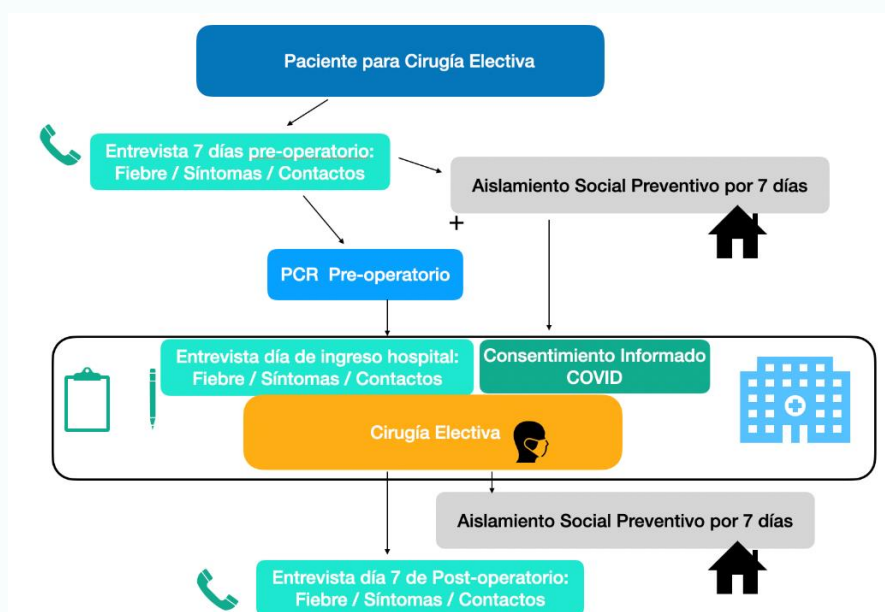 Paciente para Cirugía Electiva
Entrevista 7 días pre-operatorio:
Fiebre / Síntomas / Contactos
Aislamiento Social Preventivo por 7 días
+
PCR Pre-operatorio
Entrevista día de ingreso hospital:
Fiebre / Síntomas / Contactos
Consentimiento Informado
COVID
Cirugía Electiva
Aislamiento Social Preventivo por 7 días
Entrevista día 7 de Post-operatorio:
Fiebre / Síntomas / Contactos